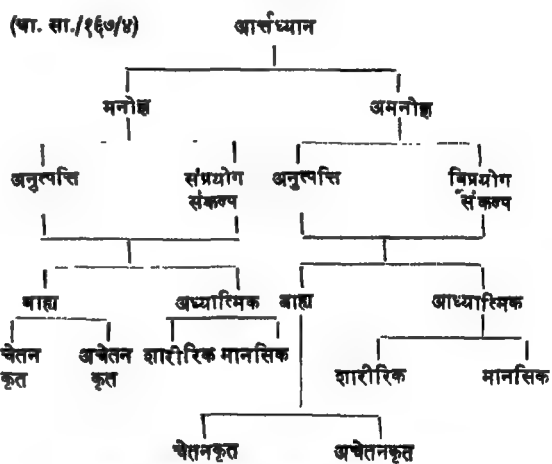 (चा. सा./१६७/४) आर्त्तध्यान
मनोज्ञ अमनोज्ञ
अनुत्पत्ति संप्रयोग अनुत्पत्ति विप्रयोग
संकल्प संकल्प
बाह्य अध्यात्मिक बाह्य आध्यात्मिक
चेतन अचेतन शारीरिक मानसिक
कृत कृत
शारीरिक मानसिक
चेतनकृत अचेतनकृत